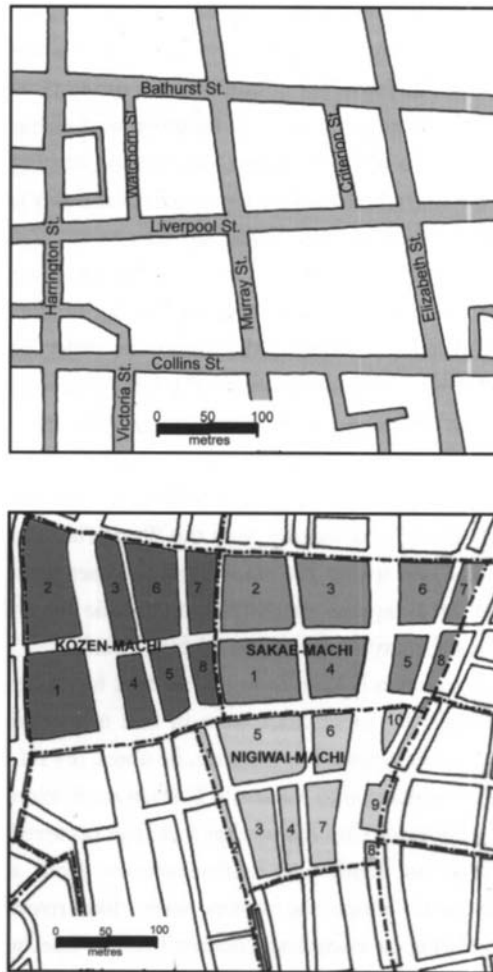 Bathurst St.
Watchorn St.
Criterion St.
Liverpool St.
Harrington St.
Murray St.
Elizabeth St.
Collins St.
Victoria St.
0 50 100
metres
2 3 6 7 2 3 6 7
KOZEN-MACHI SAKAE-MACHI
1 4 5 8 1 4 5 8
5 6 10
NIGIWAI-MACHI
3 4 7 9
8
0 50 100
metres